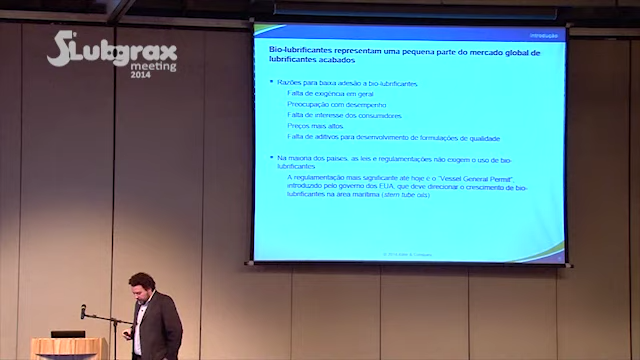 5º Lubgrax
meeting
2014
Introdução
Bio-lubrificantes representam uma pequena parte do mercado global de
lubrificantes acabados
Razões para baixa adesão a bio-lubrificantes
Falta de exigência em geral
Preocupação com desempenho
Falta de interesse dos consumidores
Preços mais altos
Falta de aditivos para desenvolvimento de formulações de qualidade
Na maioria dos países, as leis e regulamentações não exigem o uso de bio-
lubrificantes
A regulamentação mais significante até hoje é o "Vessel General Permit",
introduzido pelo governo dos EUA, que deve direcionar o crescimento de bio-
lubrificantes na área marítima (stern tube oils)